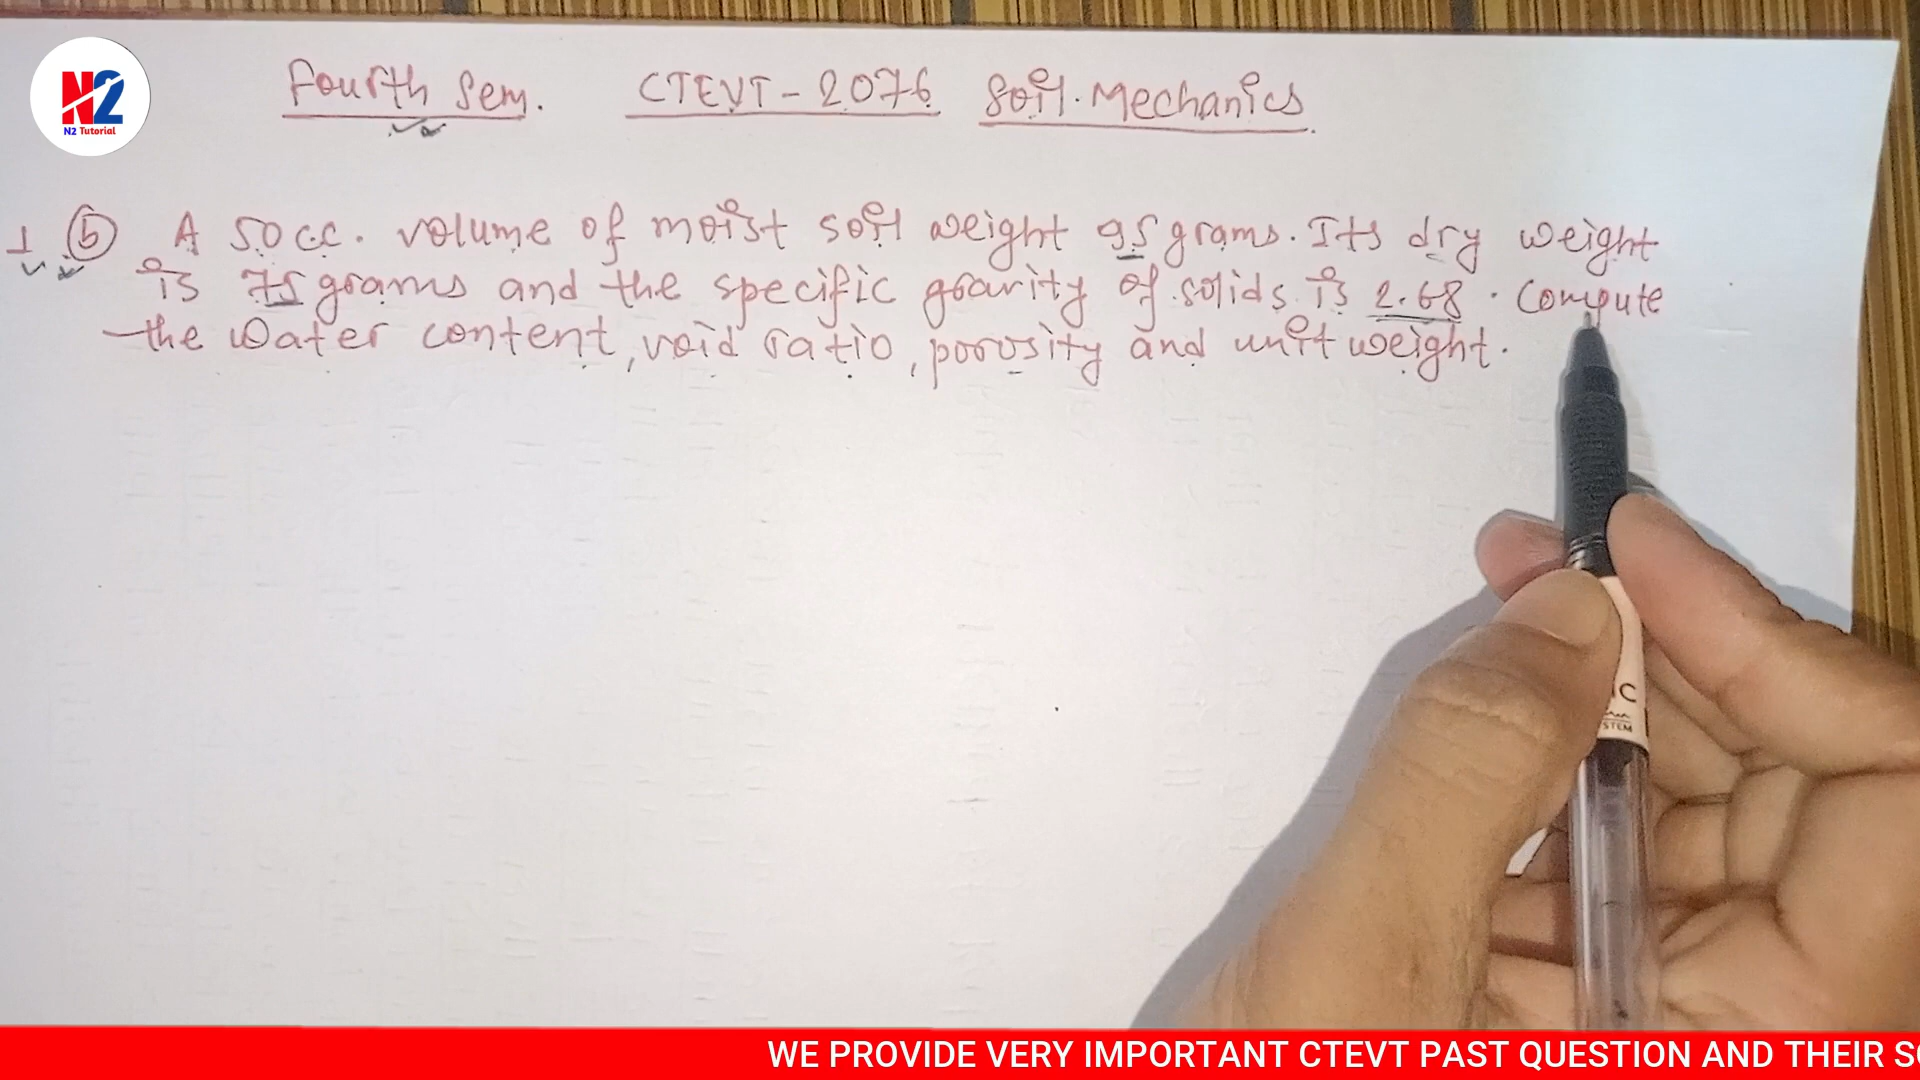 N2
N2 Tutorial
Fourth Sem. CTEVT-2076 Soil.Mechanics
1 b A 50 c.c. volume of moist soil weight 95 grams. Its dry weight
is 75 grams and the specific gravity of solids is 2.68. Compute
the water content, void ratio, porosity and unit weight.
C
STEM
WE PROVIDE VERY IMPORTANT CTEVT PAST QUESTION AND THEIR S